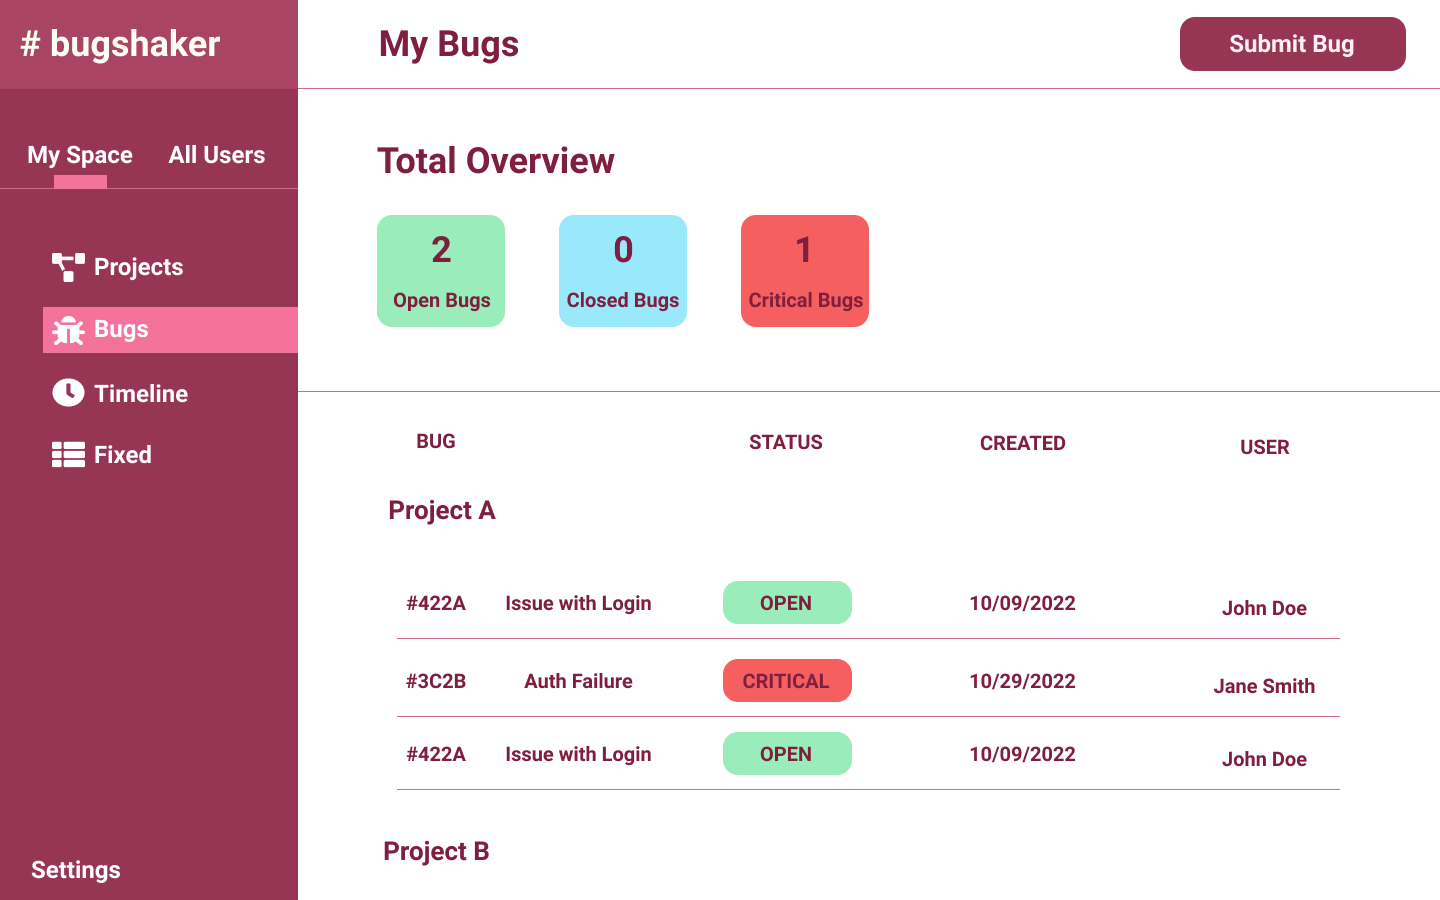 # bugshaker
My Bugs
Submit Bug
My Space All Users
Projects
Bugs
Timeline
Fixed
Settings
Total Overview
2 0 1
Open Bugs Closed Bugs Critical Bugs
BUG STATUS CREATED USER
Project A
#422A Issue with Login OPEN 10/09/2022 John Doe
#3C2B Auth Failure CRITICAL 10/29/2022 Jane Smith
#422A Issue with Login OPEN 10/09/2022 John Doe
Project B